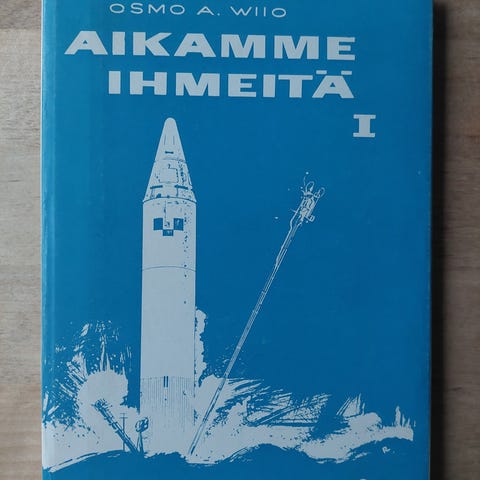 OSMO A. WIIO
AIKAMME
IHMEITÄ
I